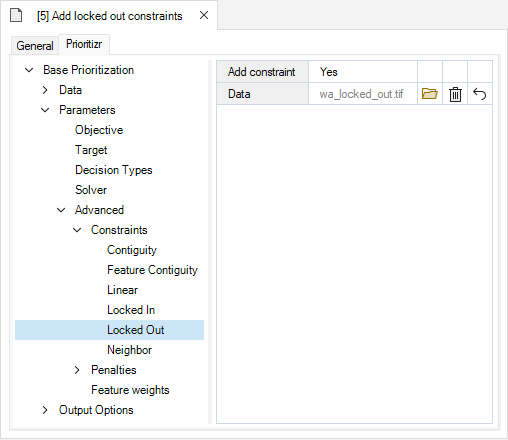 [5] Add locked out constraints
General Prioritizr
Base Prioritization
Data
Parameters
Objective
Target
Decision Types
Solver
Advanced
Constraints
Contiguity
Feature Contiguity
Linear
Locked In
Locked Out
Neighbor
Penalties
Feature weights
Output Options
Add constraint Yes
Data wa_locked_out.tif